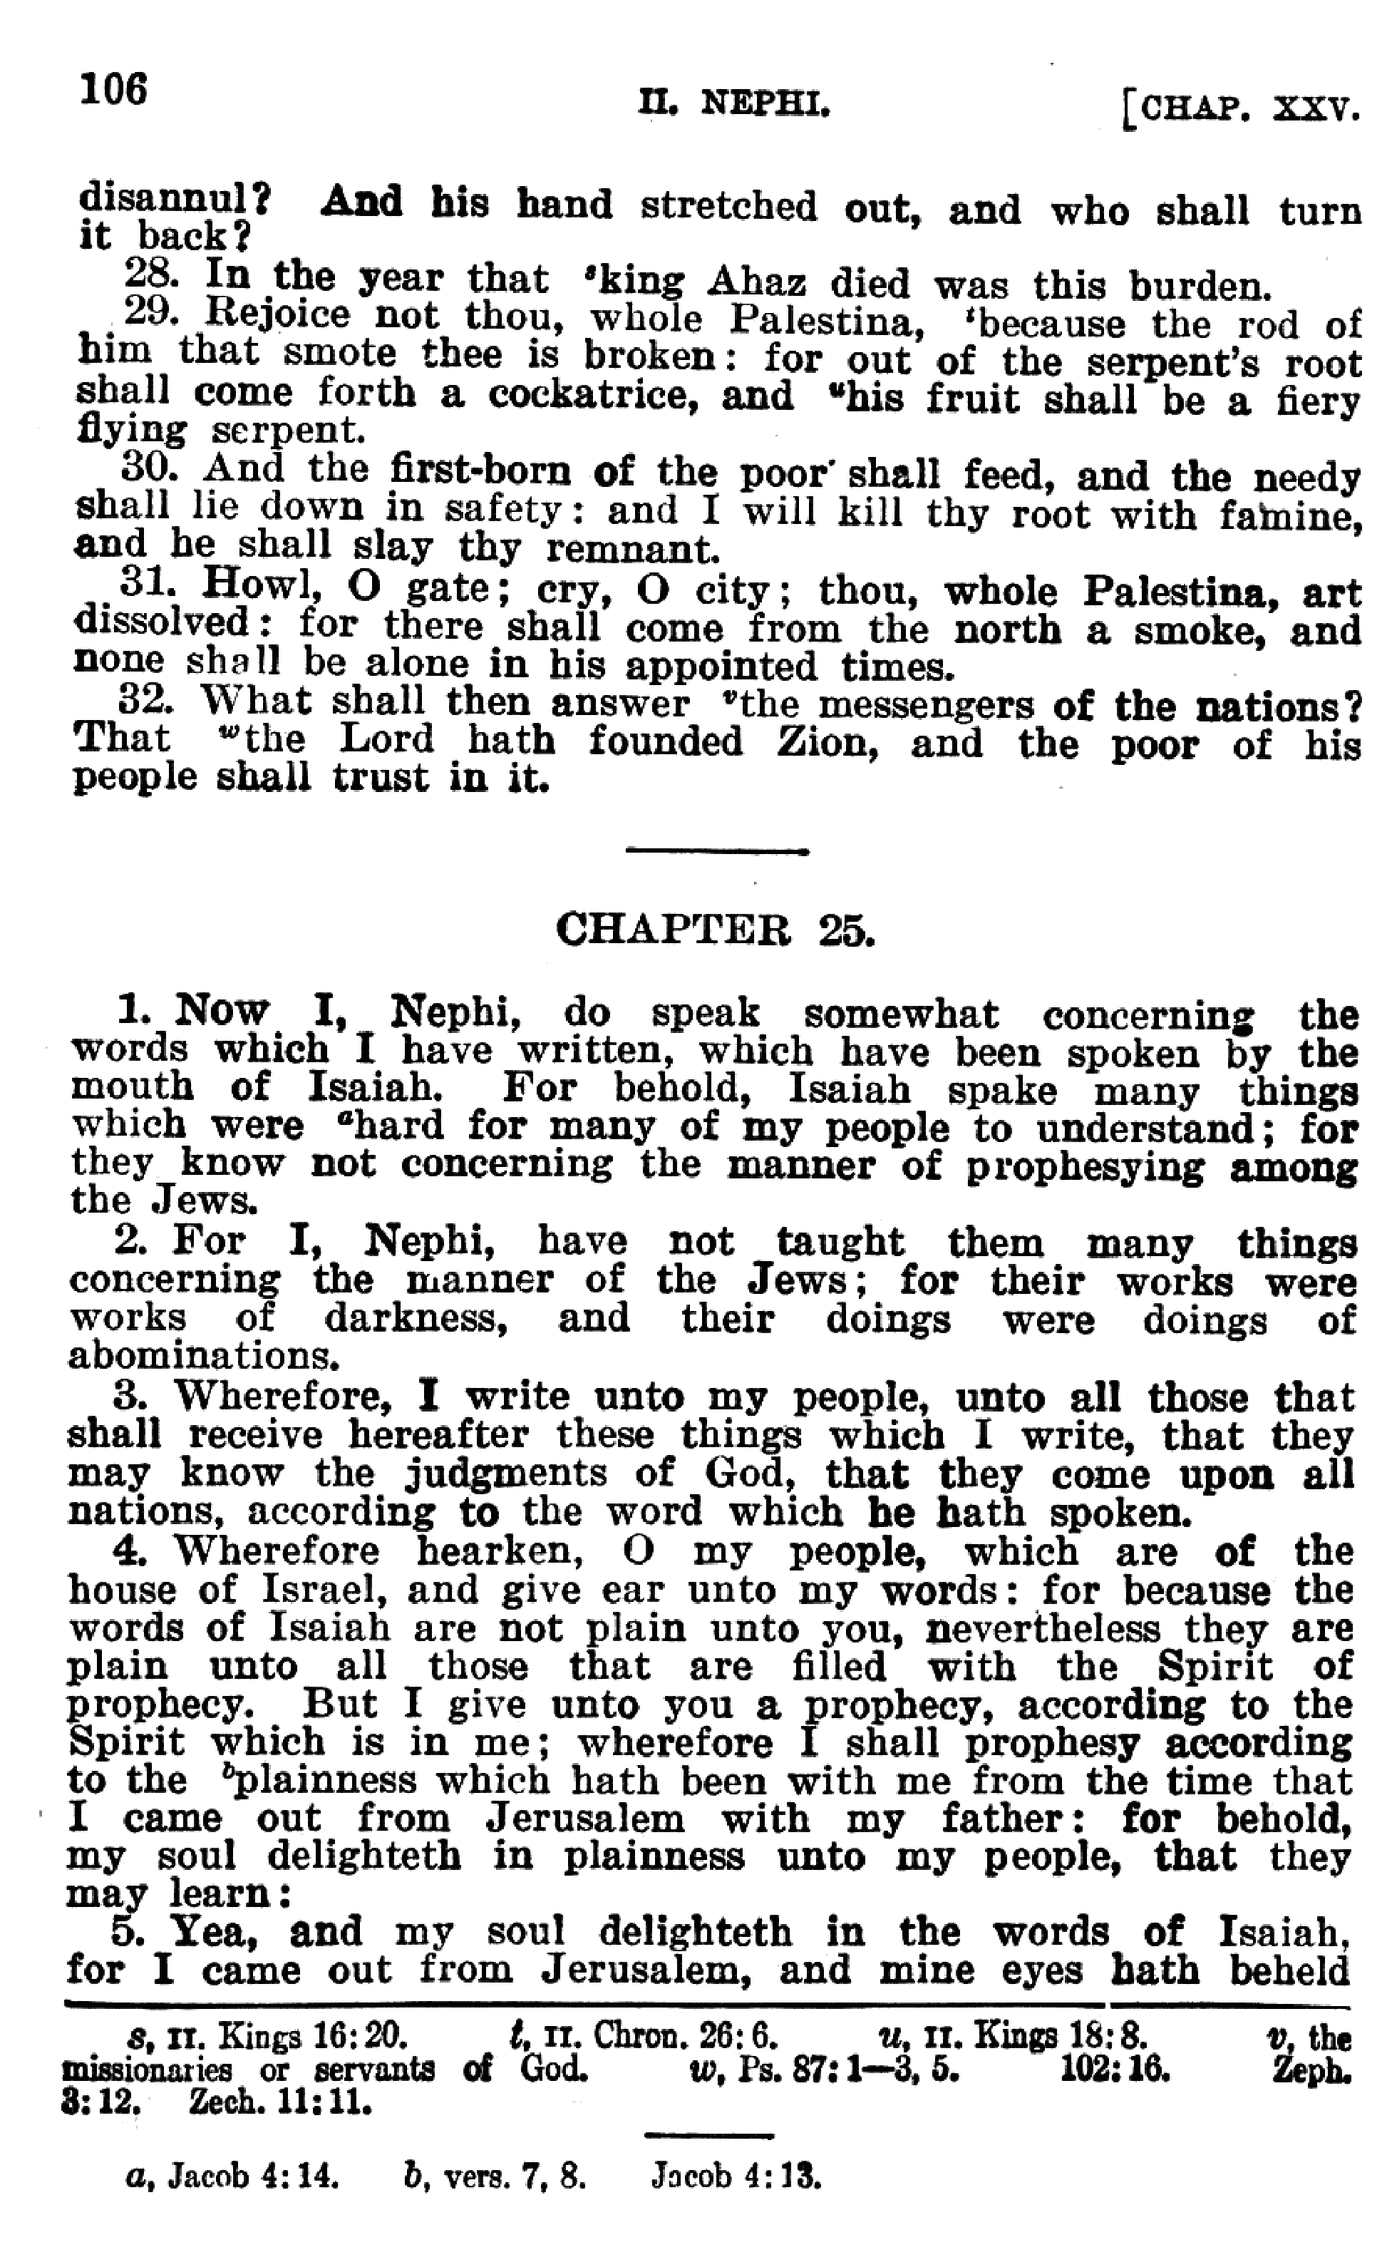 106
II. NEPHI.
[CHAP. XXV.
disannul? And his hand stretched out, and who shall turn
it back?
28. In the year that ˢking Ahaz died was this burden.
29. Rejoice not thou, whole Palestina, ᵗbecause the rod of
him that smote thee is broken: for out of the serpent's root
shall come forth a cockatrice, and ᵘhis fruit shall be a fiery
flying serpent.
30. And the first-born of the poor shall feed, and the needy
shall lie down in safety: and I will kill thy root with famine,
and he shall slay thy remnant.
31. Howl, O gate; cry, O city; thou, whole Palestina, art
dissolved: for there shall come from the north a smoke, and
none shall be alone in his appointed times.
32. What shall then answer ᵛthe messengers of the nations?
That ʷthe Lord hath founded Zion, and the poor of his
people shall trust in it.
CHAPTER 25.
1. Now I, Nephi, do speak somewhat concerning the
words which I have written, which have been spoken by the
mouth of Isaiah. For behold, Isaiah spake many things
which were ᵃhard for many of my people to understand; for
they know not concerning the manner of prophesying among
the Jews.
2. For I, Nephi, have not taught them many things
concerning the manner of the Jews; for their works were
works of darkness, and their doings were doings of
abominations.
3. Wherefore, I write unto my people, unto all those that
shall receive hereafter these things which I write, that they
may know the judgments of God, that they come upon all
nations, according to the word which he hath spoken.
4. Wherefore hearken, O my people, which are of the
house of Israel, and give ear unto my words: for because the
words of Isaiah are not plain unto you, nevertheless they are
plain unto all those that are filled with the Spirit of
prophecy. But I give unto you a prophecy, according to the
Spirit which is in me; wherefore I shall prophesy according
to the ᵇplainness which hath been with me from the time that
I came out from Jerusalem with my father: for behold,
my soul delighteth in plainness unto my people, that they
may learn:
5. Yea, and my soul delighteth in the words of Isaiah,
for I came out from Jerusalem, and mine eyes hath beheld
s, II. Kings 16:20. t, II. Chron. 26:6. u, II. Kings 18:8. v, the
missionaries or servants of God. w, Ps. 87:1—3, 5. 102:16. Zeph.
3:12. Zech. 11:11.
a, Jacob 4:14. b, vers. 7, 8. Jacob 4:13.